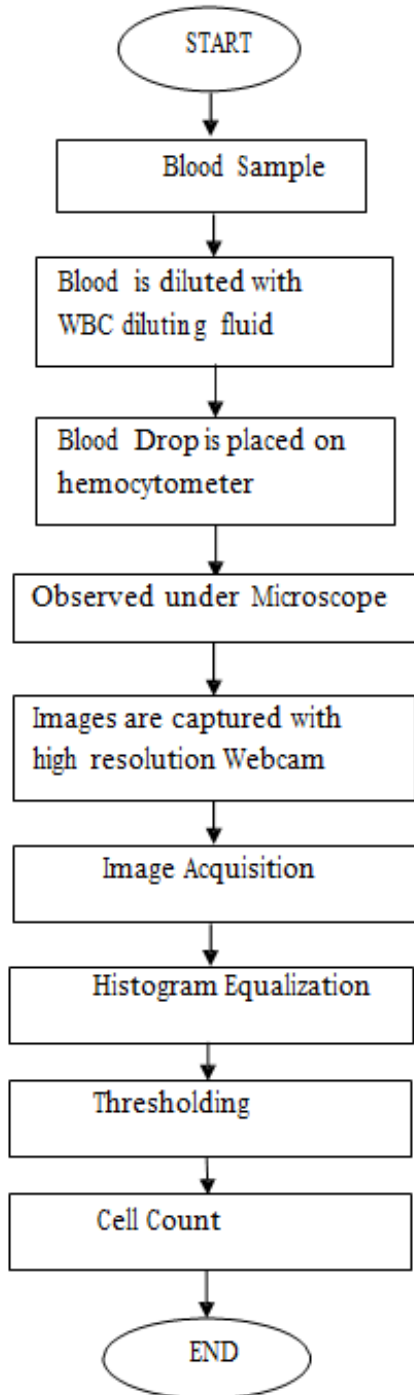 START
Blood Sample
Blood is diluted with
WBC diluting fluid
Blood Drop is placed on
hemocytometer
Observed under Microscope
Images are captured with
high resolution Webcam
Image Acquisition
Histogram Equalization
Thresholding
Cell Count
END